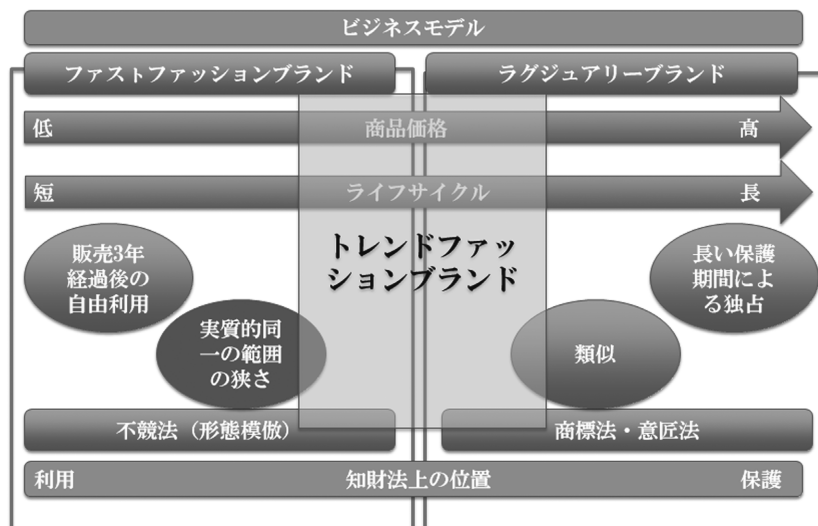 ビジネスモデル
ファストファッションブランド
ラグジュアリーブランド
低 商品価格 高
短 ライフサイクル 長
トレンドファッ
ションブランド
販売3年
経過後の
自由利用
実質的同
一の範囲
の狭さ
類似
長い保護
期間によ
る独占
不競法（形態模倣）
商標法・意匠法
利用 知財法上の位置 保護